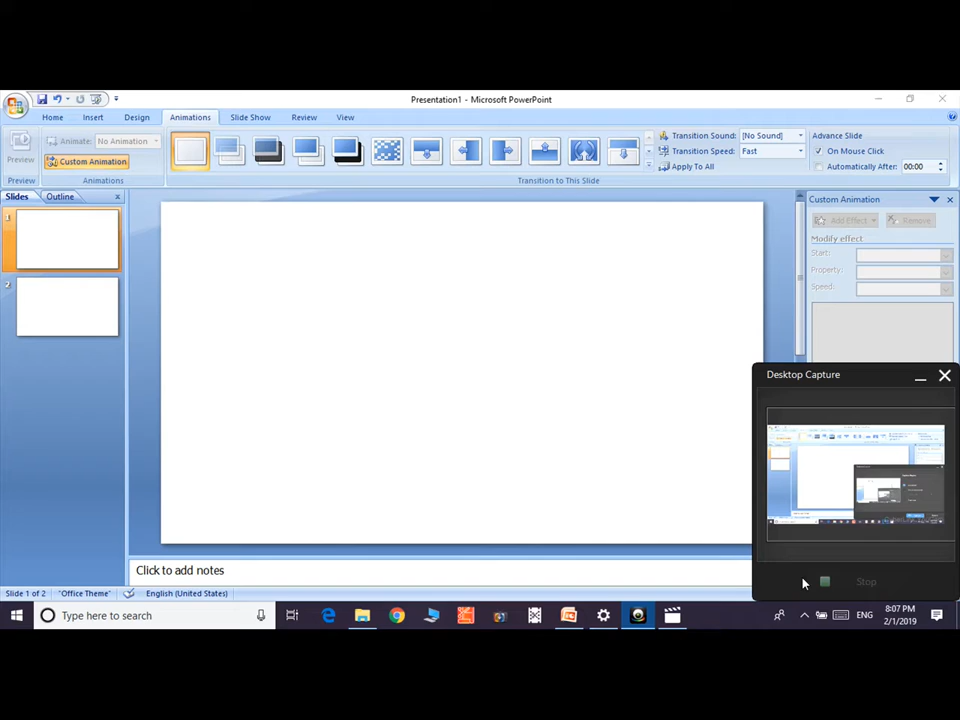 Presentation1 - Microsoft PowerPoint
Home Insert Design Animations Slide Show Review View
Preview
Animate: No Animation
Custom Animation
Transition Sound: [No Sound]
Transition Speed: Fast
Apply To All
Advance Slide
On Mouse Click
Automatically After: 00:00
Preview Animations Transition to This Slide
Slides Outline
1
2
Custom Animation
Add Effect Remove
Modify effect
Start:
Property:
Speed:
Desktop Capture
Stop
Click to add notes
Slide 1 of 2 "Office Theme" English (United States)
Type here to search
ENG
8:07 PM
2/1/2019